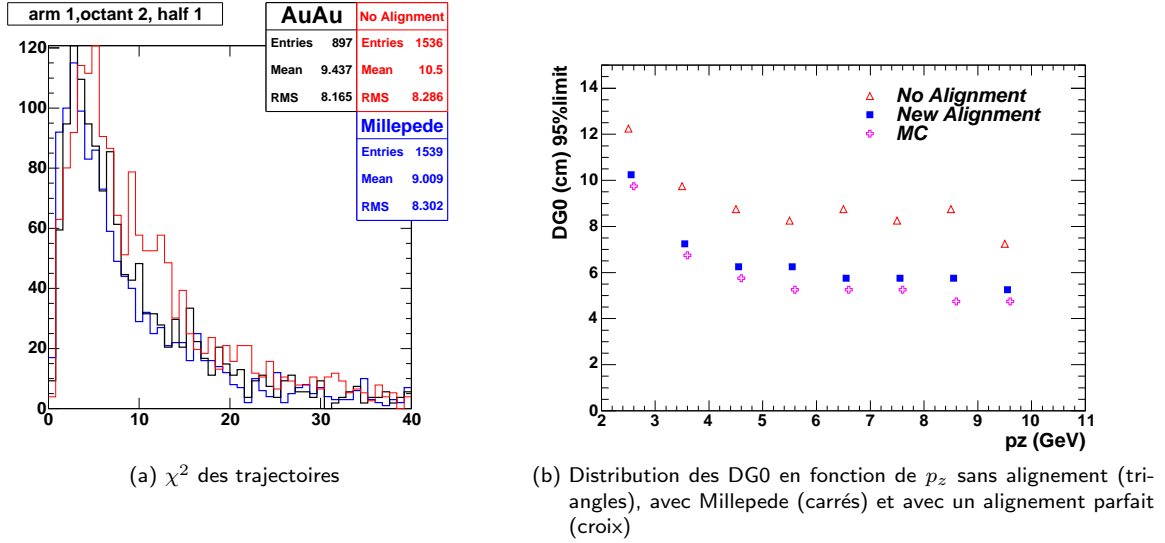 arm 1,octant 2, half 1
AuAu
Entries 897
Mean 9.437
RMS 8.165
No Alignment
Entries 1536
Mean 10.5
RMS 8.286
Millepede
Entries 1539
Mean 9.009
RMS 8.302
120
100
80
60
40
20
0
0 10 20 30 40
(a) χ² des trajectoires
DG0 (cm) 95%limit
14
12
10
8
6
4
2
0
No Alignment
New Alignment
MC
2 3 4 5 6 7 8 9 10 11
pz (GeV)
(b) Distribution des DG0 en fonction de p_z sans alignement (tri-
angles), avec Millepede (carrés) et avec un alignement parfait
(croix)